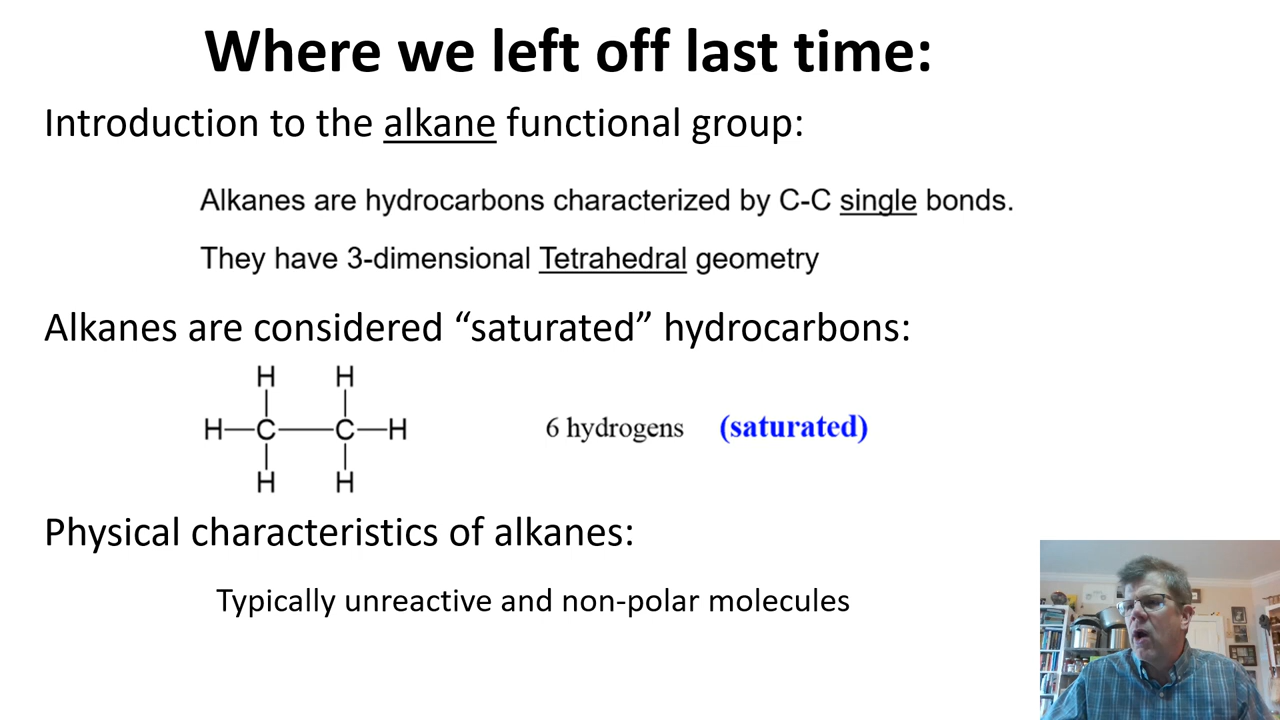 Where we left off last time:
Introduction to the alkane functional group:
Alkanes are hydrocarbons characterized by C-C single bonds.
They have 3-dimensional Tetrahedral geometry
Alkanes are considered “saturated” hydrocarbons:
H H
H C C H
H H
6 hydrogens (saturated)
Physical characteristics of alkanes:
Typically unreactive and non-polar molecules